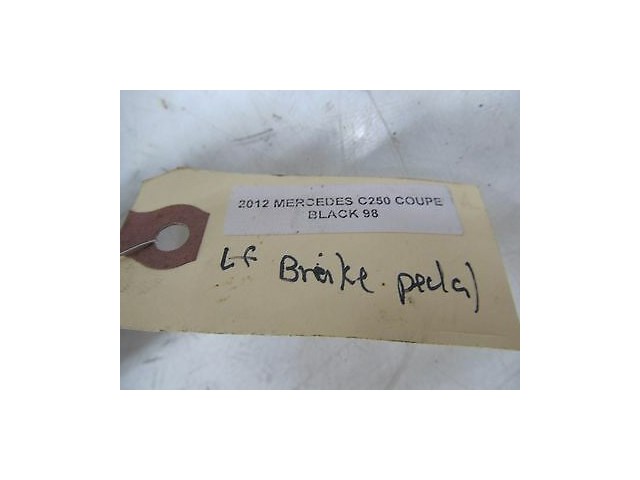 2012 MERCEDES C250 COUPE
BLACK 98
LF Brake pedal